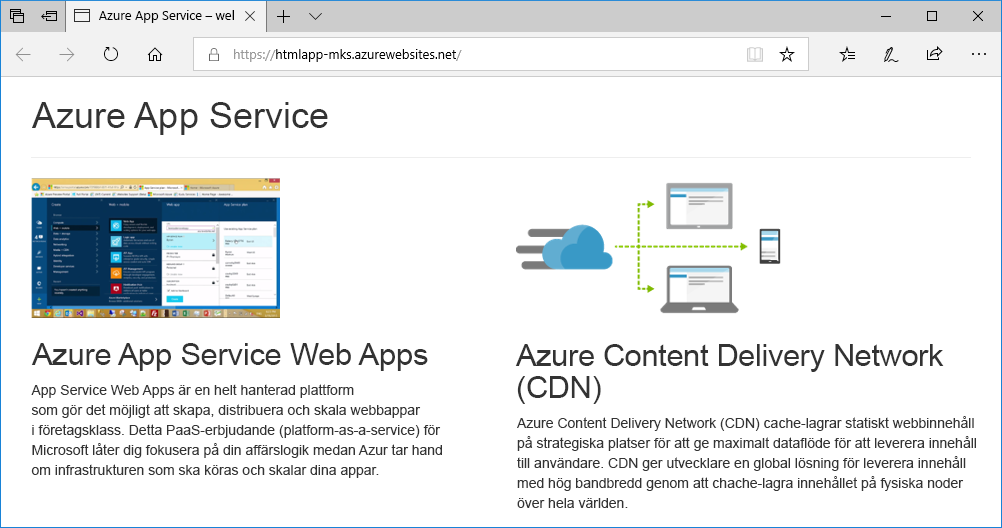 Azure App Service – wel
https://htmlapp-mks.azurewebsites.net/
Azure App Service
Azure App Service Web Apps
App Service Web Apps är en helt hanterad plattform
som gör det möjligt att skapa, distribuera och skala webbappar
i företagsklass. Detta PaaS-erbjudande (platform-as-a-service) för
Microsoft låter dig fokusera på din affärslogik medan Azur tar hand
om infrastrukturen som ska köras och skalar dina appar.
Azure Content Delivery Network
(CDN)
Azure Content Delivery Network (CDN) cache-lagrar statiskt webbinnehåll
på strategiska platser för att ge maximalt dataflöde för att leverera innehåll
till användare. CDN ger utvecklare en global lösning för leverera innehåll
med hög bandbredd genom att chache-lagra innehållet på fysiska noder
över hela världen.